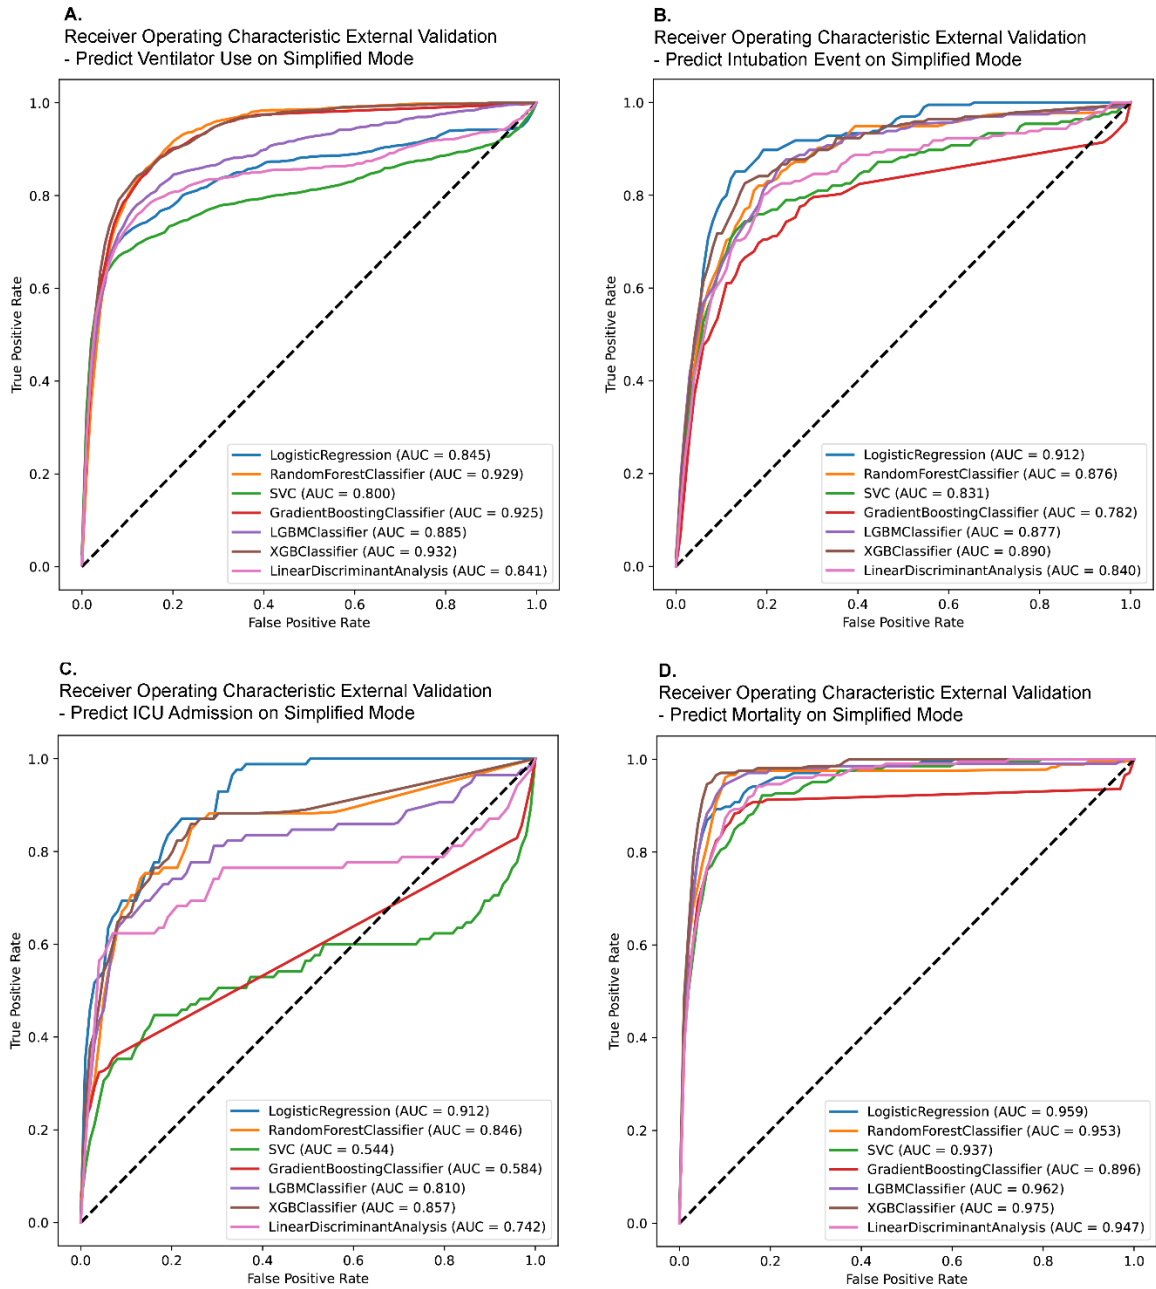 A.
Receiver Operating Characteristic External Validation
- Predict Ventilator Use on Simplified Mode
True Positive Rate
1.0
0.8
0.6
0.4
0.2
0.0
LogisticRegression (AUC = 0.845)
RandomForestClassifier (AUC = 0.929)
SVC (AUC = 0.800)
GradientBoostingClassifier (AUC = 0.925)
LGBMClassifier (AUC = 0.885)
XGBClassifier (AUC = 0.932)
LinearDiscriminantAnalysis (AUC = 0.841)
0.0 0.2 0.4 0.6 0.8 1.0
False Positive Rate
B.
Receiver Operating Characteristic External Validation
- Predict Intubation Event on Simplified Mode
True Positive Rate
1.0
0.8
0.6
0.4
0.2
0.0
LogisticRegression (AUC = 0.912)
RandomForestClassifier (AUC = 0.876)
SVC (AUC = 0.831)
GradientBoostingClassifier (AUC = 0.782)
LGBMClassifier (AUC = 0.877)
XGBClassifier (AUC = 0.890)
LinearDiscriminantAnalysis (AUC = 0.840)
0.0 0.2 0.4 0.6 0.8 1.0
False Positive Rate
C.
Receiver Operating Characteristic External Validation
- Predict ICU Admission on Simplified Mode
True Positive Rate
1.0
0.8
0.6
0.4
0.2
0.0
LogisticRegression (AUC = 0.912)
RandomForestClassifier (AUC = 0.846)
SVC (AUC = 0.544)
GradientBoostingClassifier (AUC = 0.584)
LGBMClassifier (AUC = 0.810)
XGBClassifier (AUC = 0.857)
LinearDiscriminantAnalysis (AUC = 0.742)
0.0 0.2 0.4 0.6 0.8 1.0
False Positive Rate
D.
Receiver Operating Characteristic External Validation
- Predict Mortality on Simplified Mode
True Positive Rate
1.0
0.8
0.6
0.4
0.2
0.0
LogisticRegression (AUC = 0.959)
RandomForestClassifier (AUC = 0.953)
SVC (AUC = 0.937)
GradientBoostingClassifier (AUC = 0.896)
LGBMClassifier (AUC = 0.962)
XGBClassifier (AUC = 0.975)
LinearDiscriminantAnalysis (AUC = 0.947)
0.0 0.2 0.4 0.6 0.8 1.0
False Positive Rate